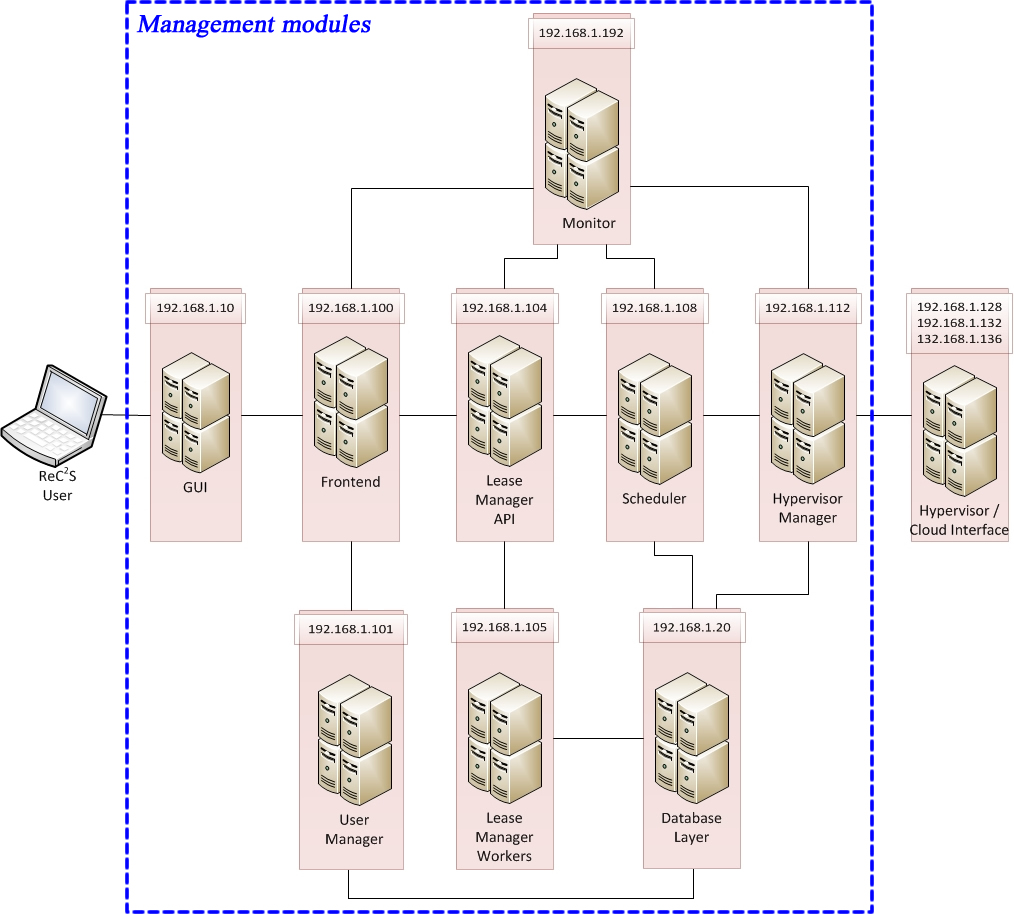 Management modules
192.168.1.192
Monitor
192.168.1.10
192.168.1.100
192.168.1.104
192.168.1.108
192.168.1.112
192.168.1.128
192.168.1.132
132.168.1.136
ReC²S
User
GUI
Frontend
Lease
Manager
API
Scheduler
Hypervisor
Manager
Hypervisor /
Cloud Interface
192.168.1.101
192.168.1.105
192.168.1.20
User
Manager
Lease
Manager
Workers
Database
Layer